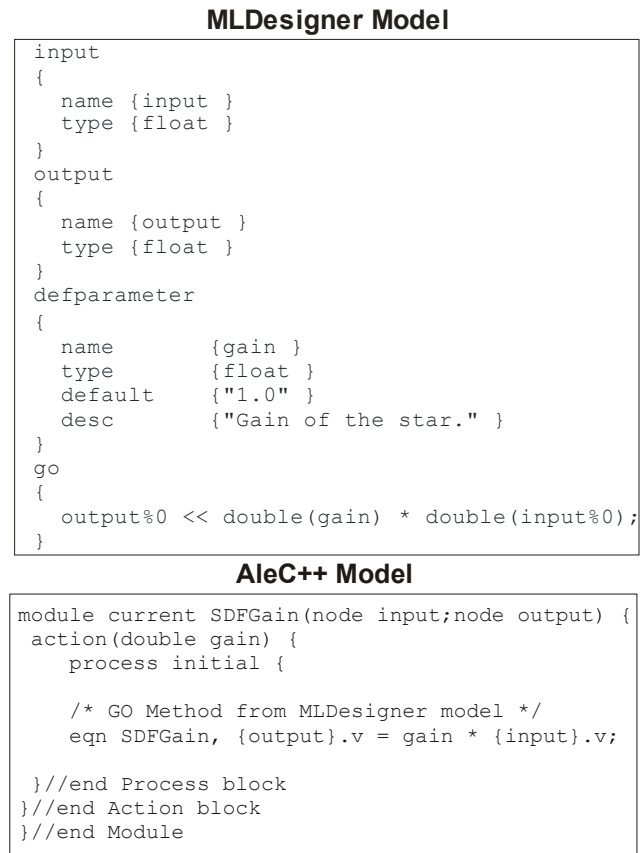 MLDesigner Model
input
{
  name {input }
  type {float }
}
output
{
  name {output }
  type {float }
}
defparameter
{
  name       {gain }
  type       {float }
  default    {"1.0" }
  desc       {"Gain of the star." }
}
go
{
  output%0 << double(gain) * double(input%0);
}
AleC++ Model
module current SDFGain(node input;node output) {
 action(double gain) {
    process initial {
    /* GO Method from MLDesigner model */
    eqn SDFGain, {output}.v = gain * {input}.v;
 }//end Process block
}//end Action block
}//end Module